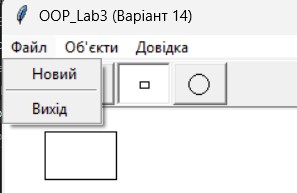 OOP_Lab3 (Варіант 14)
Файл Об'єкти Довідка
Новий
Вихід